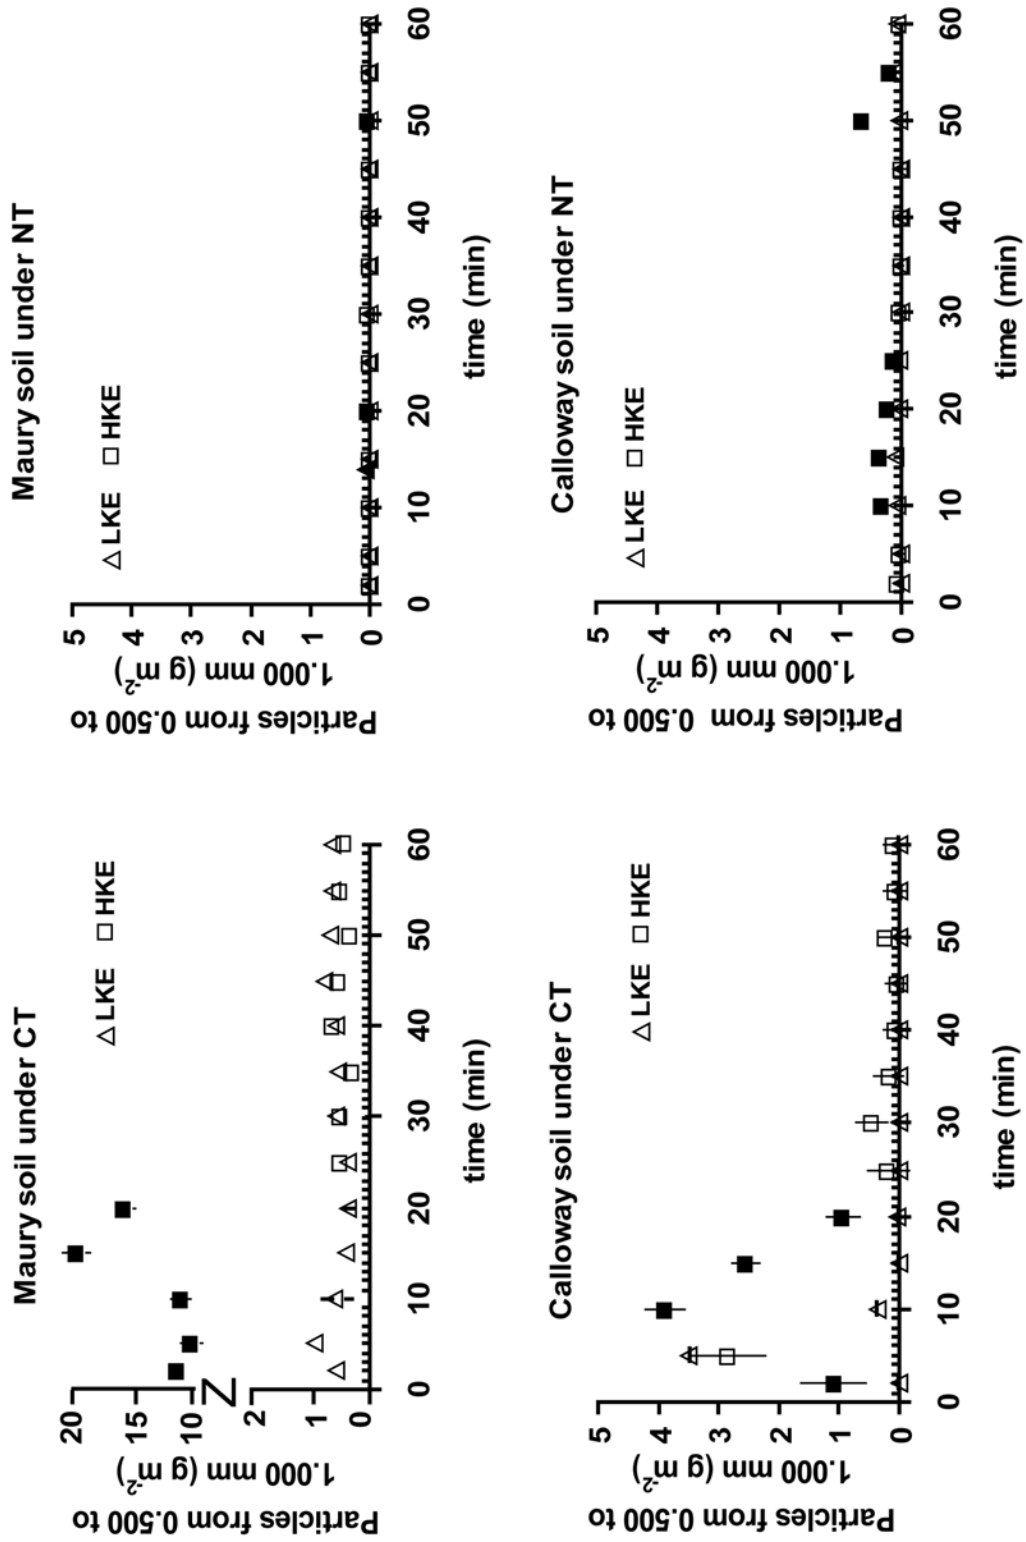 Maury soil under CT
Particles from 0.500 to
1.000 mm (g m-2)
20
15
10
2
1
0
LKE HKE
0 10 20 30 40 50 60
time (min)
Maury soil under NT
Particles from 0.500 to
1.000 mm (g m-2)
5
4
3
2
1
0
LKE HKE
0 10 20 30 40 50 60
time (min)
Calloway soil under CT
Particles from 0.500 to
1.000 mm (g m-2)
5
4
3
2
1
0
LKE HKE
0 10 20 30 40 50 60
time (min)
Calloway soil under NT
Particles from 0.500 to
1.000 mm (g m-2)
5
4
3
2
1
0
LKE HKE
0 10 20 30 40 50 60
time (min)